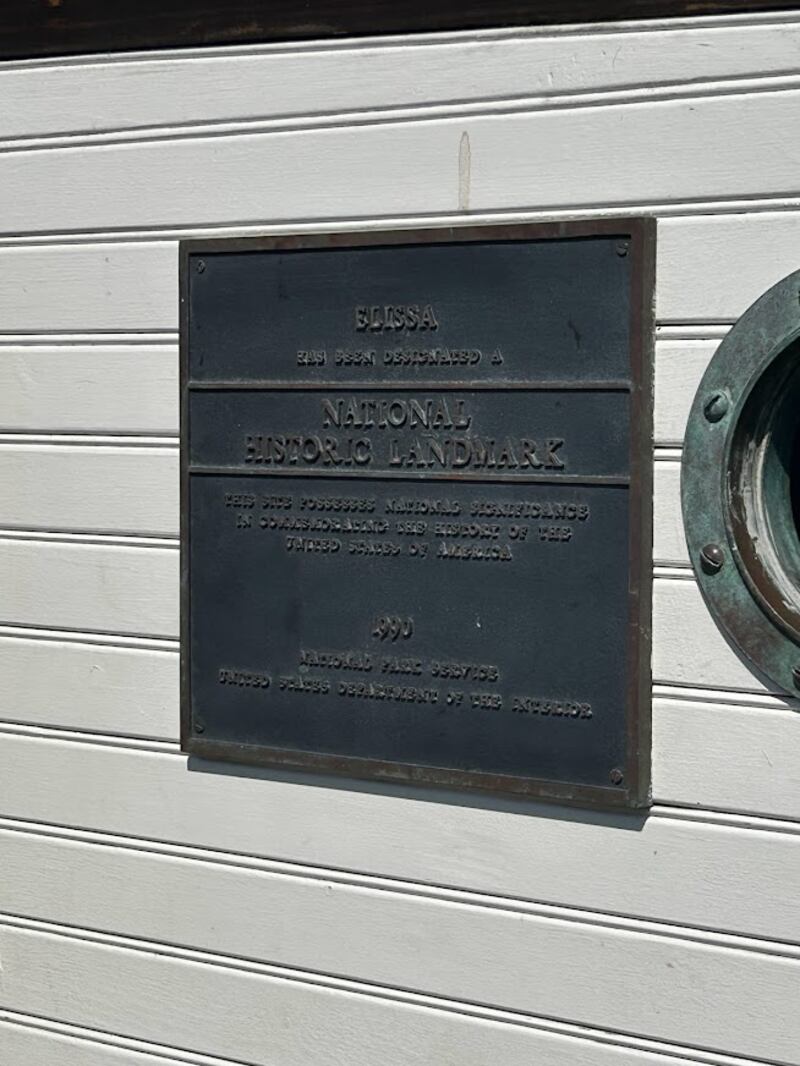 ELISSA
HAS BEEN DESIGNATED A
NATIONAL
HISTORIC LANDMARK
THIS SITE POSSESSES NATIONAL SIGNIFICANCE
IN COMMEMORATING THE HISTORY OF THE
UNITED STATES OF AMERICA
1990
NATIONAL PARK SERVICE
UNITED STATES DEPARTMENT OF THE INTERIOR